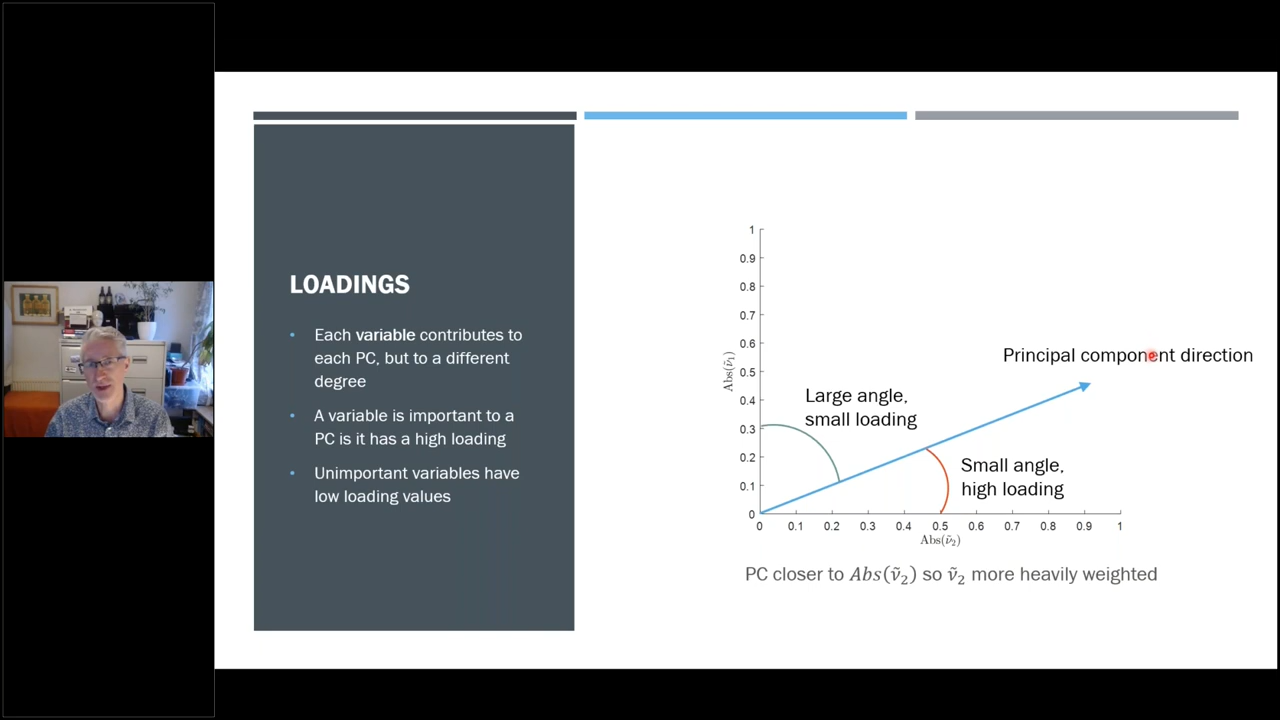 LOADINGS
• Each variable contributes to
each PC, but to a different
degree
• A variable is important to a
PC is it has a high loading
• Unimportant variables have
low loading values
1
0.9
0.8
0.7
0.6
0.5
0.4
0.3
0.2
0.1
0
Abs(ν̃₁)
Principal component direction
Large angle,
small loading
Small angle,
high loading
0 0.1 0.2 0.3 0.4 0.5 0.6 0.7 0.8 0.9 1
Abs(ν̃₂)
PC closer to Abs(ν̃₂) so ν̃₂ more heavily weighted